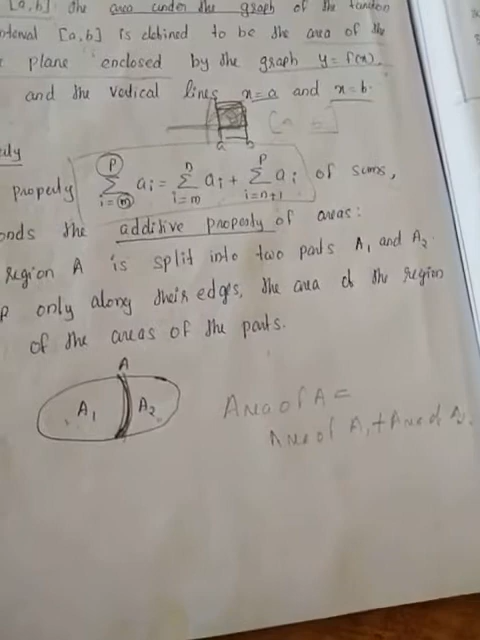 [a,b] the area under the graph of the function
interval [a,b] is defined to be the area of the
plane enclosed by the graph y = f(x),
and the vertical lines x=a and x=b.
a b
property ∑_{i=m}^{p} a_i = ∑_{i=m}^{n} a_i + ∑_{i=n+1}^{p} a_i of sums,
the additive property of areas:
region A is split into two parts A₁ and A₂
only along their edges, the area of the region
of the areas of the parts.
A
A₁ A₂
Area of A =
Area of A₁ + Area of A₂